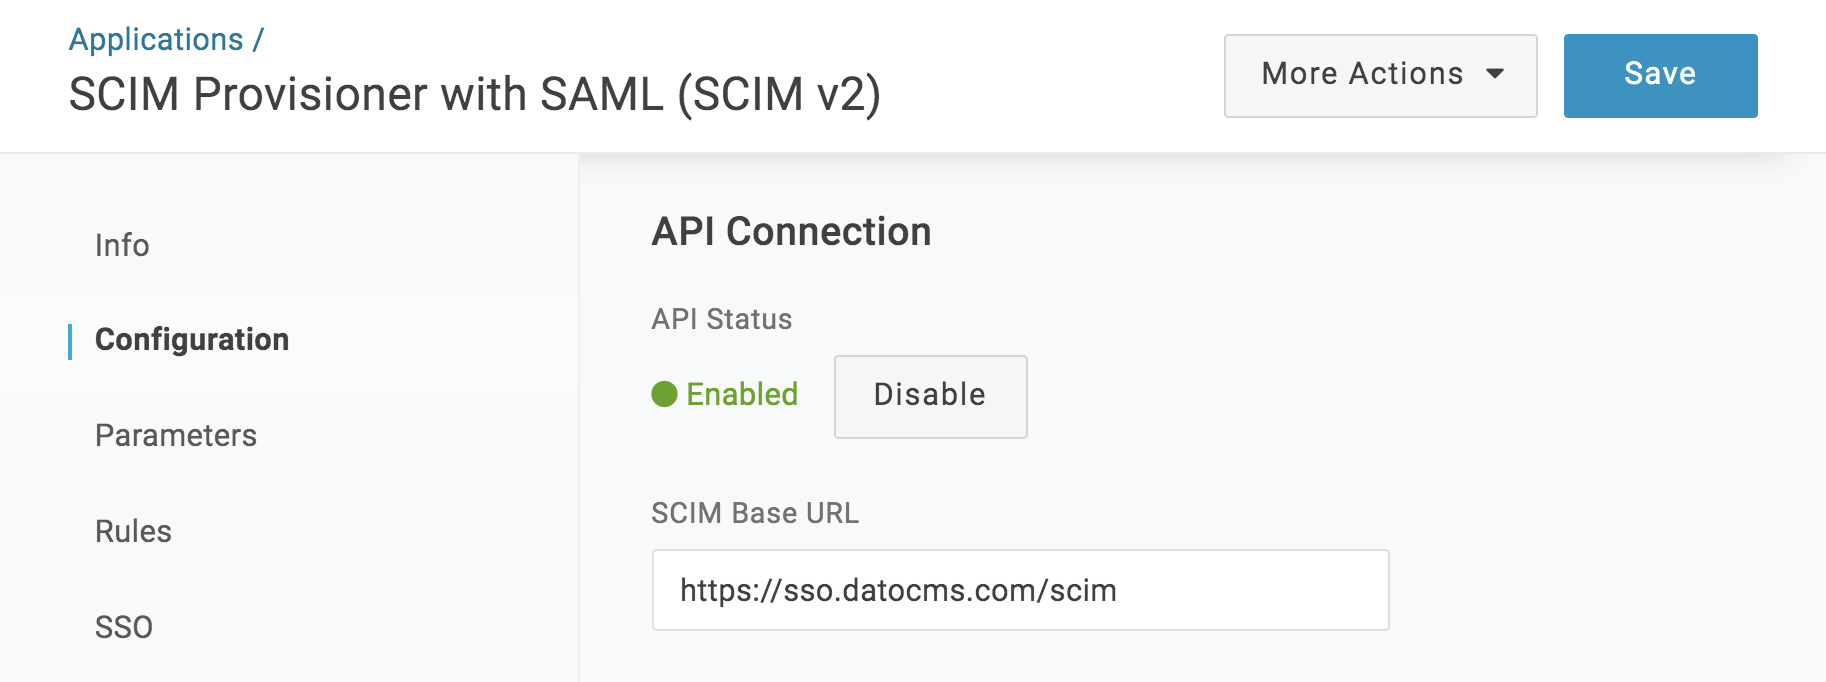 Applications /
SCIM Provisioner with SAML (SCIM v2)
More Actions
Save
Info
Configuration
Parameters
Rules
SSO
API Connection
API Status
Enabled
Disable
SCIM Base URL
https://sso.datocms.com/scim